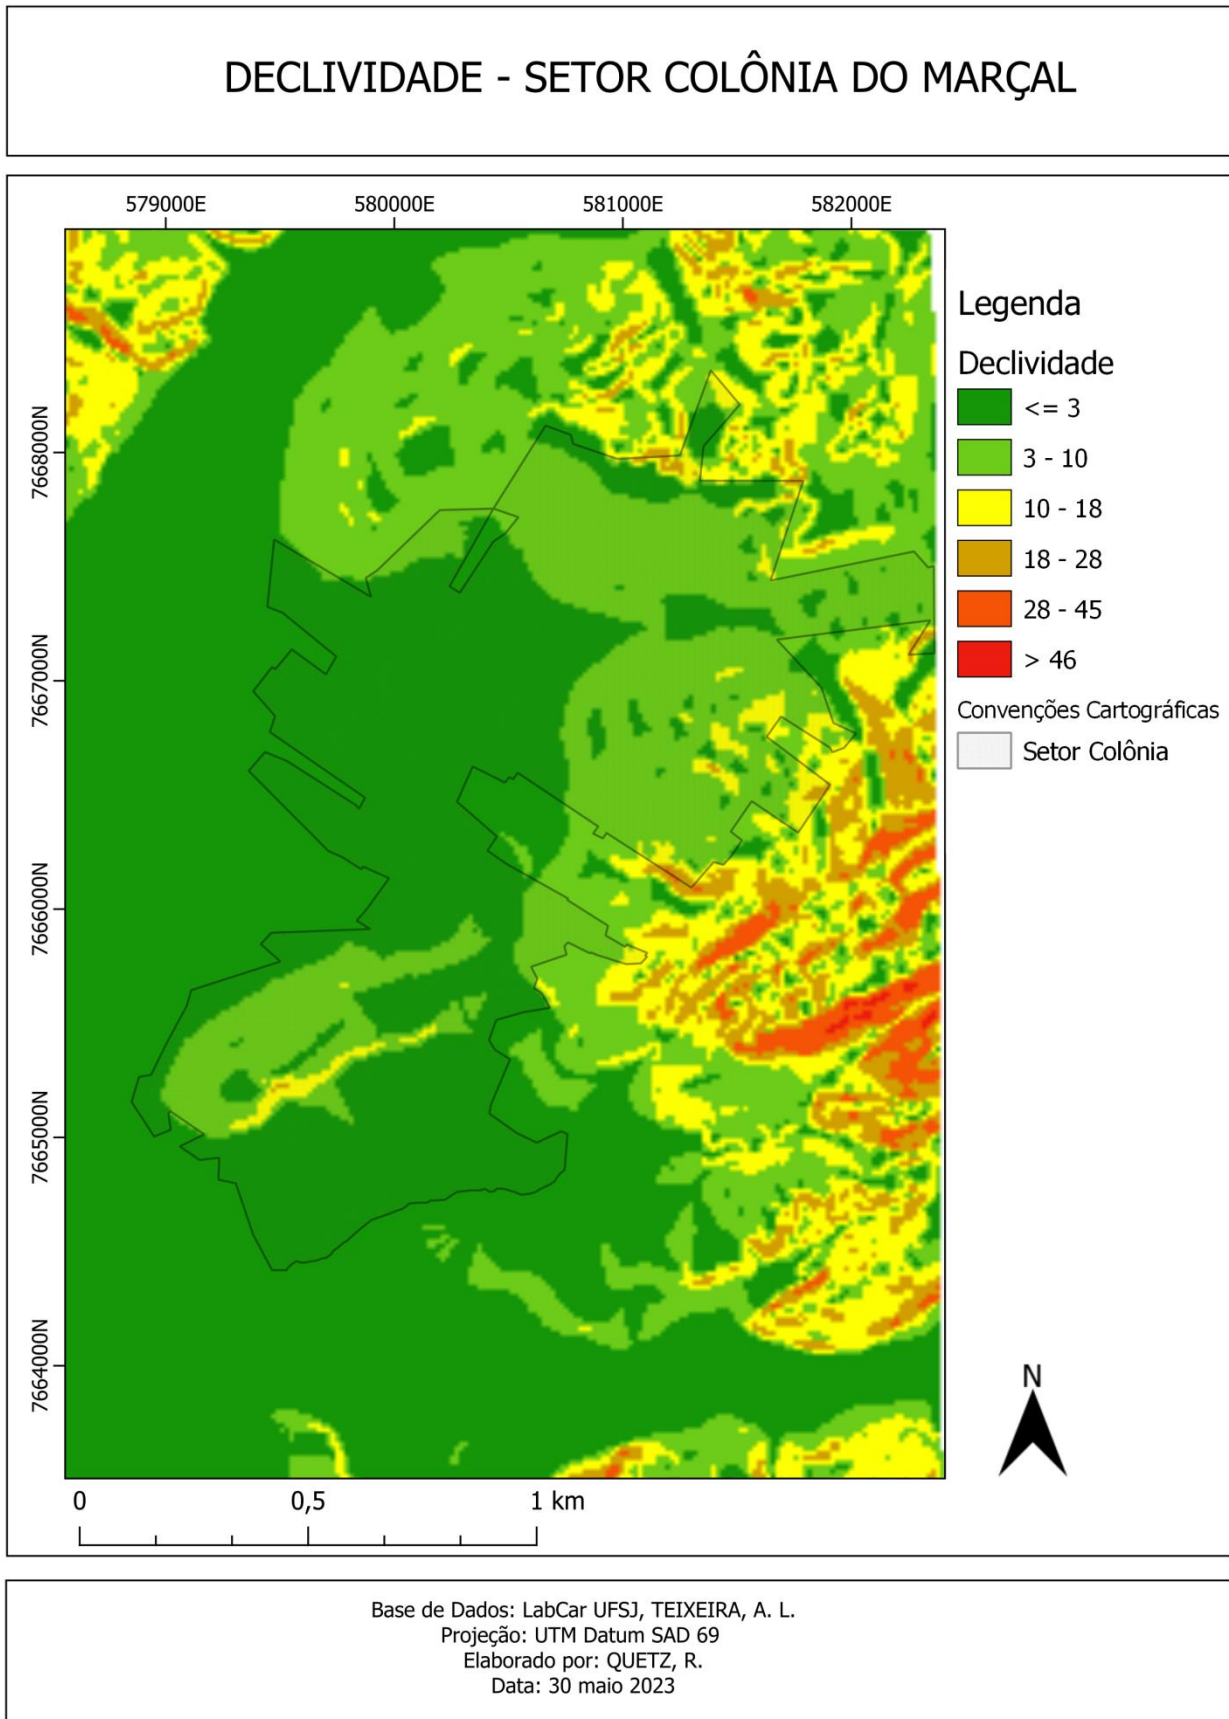 DECLIVIDADE - SETOR COLÔNIA DO MARÇAL
579000E 580000E 581000E 582000E
7668000N
7667000N
7666000N
7665000N
7664000N
Legenda
Declividade
<= 3
3 - 10
10 - 18
18 - 28
28 - 45
> 46
Convenções Cartográficas
Setor Colônia
N
0 0,5 1 km
Base de Dados: LabCar UFSJ, TEIXEIRA, A. L.
Projeção: UTM Datum SAD 69
Elaborado por: QUETZ, R.
Data: 30 maio 2023